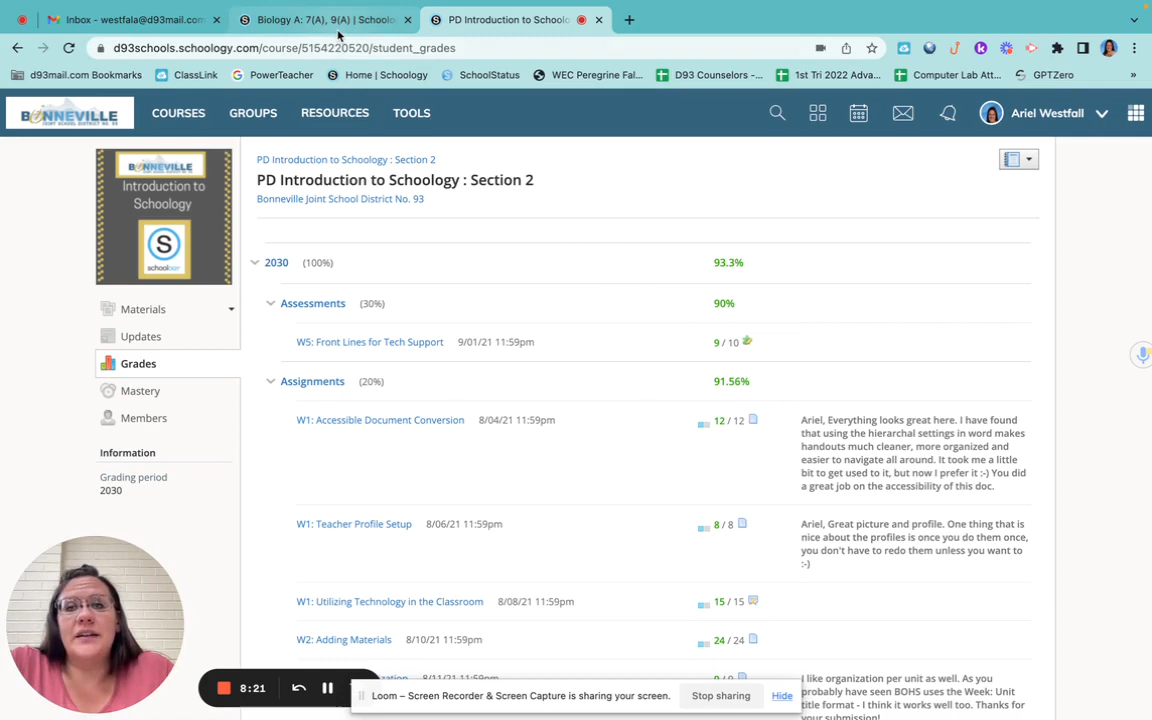 Inbox - westfala@d93mail.com
Biology A: 7(A), 9(A) | Schoolo
PD Introduction to Schoolo
d93schools.schoology.com/course/5154220520/student_grades
d93mail.com Bookmarks
ClassLink
PowerTeacher
Home | Schoology
SchoolStatus
WEC Peregrine Fal...
D93 Counselors -...
1st Tri 2022 Adva...
Computer Lab Att...
GPTZero
BONNEVILLE
COURSES
GROUPS
RESOURCES
TOOLS
Ariel Westfall
BONNEVILLE
Introduction to
Schoology
S
PD Introduction to Schoology : Section 2
PD Introduction to Schoology : Section 2
Bonneville Joint School District No. 93
Materials
Updates
Grades
Mastery
Members
Information
Grading period
2030
2030 (100%) 93.3%
Assessments (30%) 90%
W5: Front Lines for Tech Support 9/01/21 11:59pm 9 / 10
Assignments (20%) 91.56%
W1: Accessible Document Conversion 8/04/21 11:59pm 12 / 12
Ariel, Everything looks great here. I have found
that using the hierarchal settings in word makes
handouts much cleaner, more organized and
easier to navigate all around. It took me a little
bit to get used to it, but now I prefer it :-) You did
a great job on the accessibility of this doc.
W1: Teacher Profile Setup 8/06/21 11:59pm 8 / 8
Ariel, Great picture and profile. One thing that is
nice about the profiles is once you do them once,
you don't have to redo them unless you want to
:-)
W1: Utilizing Technology in the Classroom 8/08/21 11:59pm 15 / 15
W2: Adding Materials 8/10/21 11:59pm 24 / 24
I like organization per unit as well. As you
probably have seen BOHS uses the Week: Unit
title format - I think it works well too. Thanks for
your submission!
8:21
Loom – Screen Recorder & Screen Capture is sharing your screen.
Stop sharing
Hide